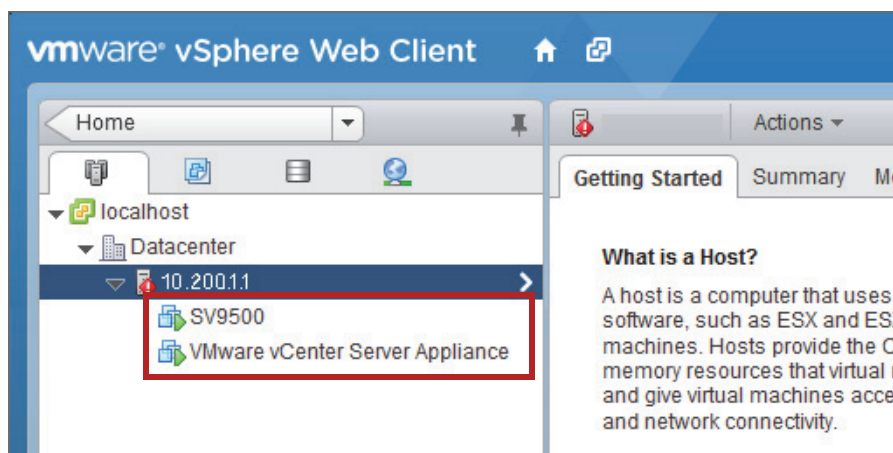 vmware® vSphere Web Client
Home
Actions
Getting Started Summary
localhost
Datacenter
10.200.1.1
SV9500
VMware vCenter Server Appliance
What is a Host?
A host is a computer that uses
software, such as ESX and
machines. Hosts provide the
memory resources that virtual
and give virtual machines
and network connectivity.